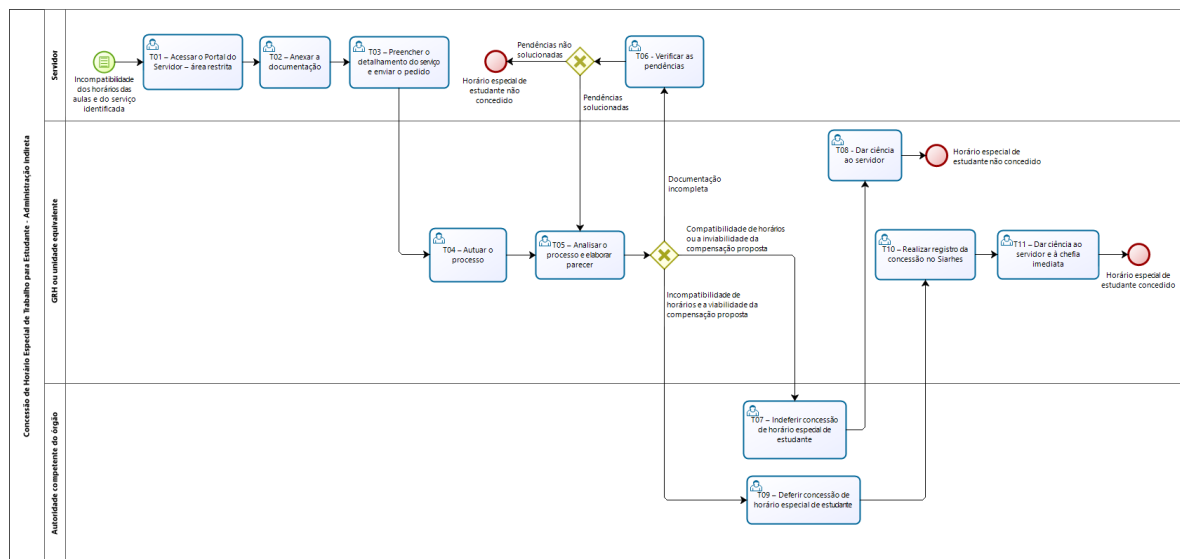 Concessão de Horário Especial de Trabalho para Estudante - Administração indireta
Servidor
Incompatibilidade
dos horários das
aulas e do serviço
identificada
T01 – Acessar o Portal do
Servidor – área restrita
T02 – Anexar a
documentação
T03 – Preencher o
detalhamento do serviço
e enviar o pedido
Horário especial de
estudante não
concedido
Pendências não
solucionadas
Pendências
solucionadas
T06 - Verificar as
pendências
GRH ou unidade equivalente
T04 – Autuar o
processo
T05 – Analisar o
processo e elaborar
parecer
Documentação
incompleta
Compatibilidade de horários
ou a inviabilidade da
compensação proposta
Incompatibilidade de
horários e a viabilidade da
compensação proposta
T08 - Dar ciência
ao servidor
Horário especial de
estudante não concedido
T10 – Realizar registro da
concessão no Siarhes
T11 – Dar ciência ao
servidor e à chefia
imediata
Horário especial de
estudante concedido
Autoridade competente do órgão
T07 – Indeferir concessão
de horário especial de
estudante
T09 – Deferir concessão de
horário especial de estudante